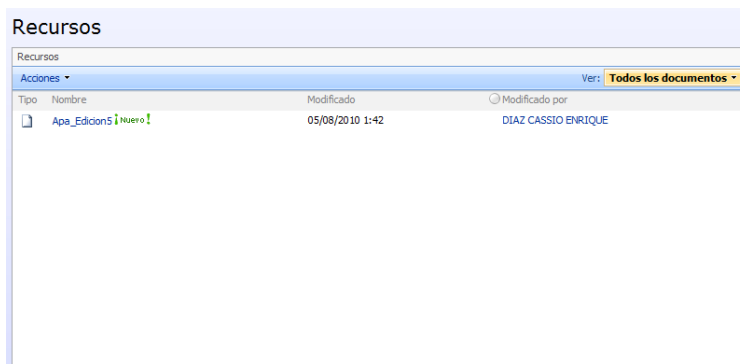 Recursos
Recursos
Acciones Ver: Todos los documentos
Tipo Nombre Modificado Modificado por
Apa_Edicion5 ¡Nuevo! 05/08/2010 1:42 DIAZ CASSIO ENRIQUE